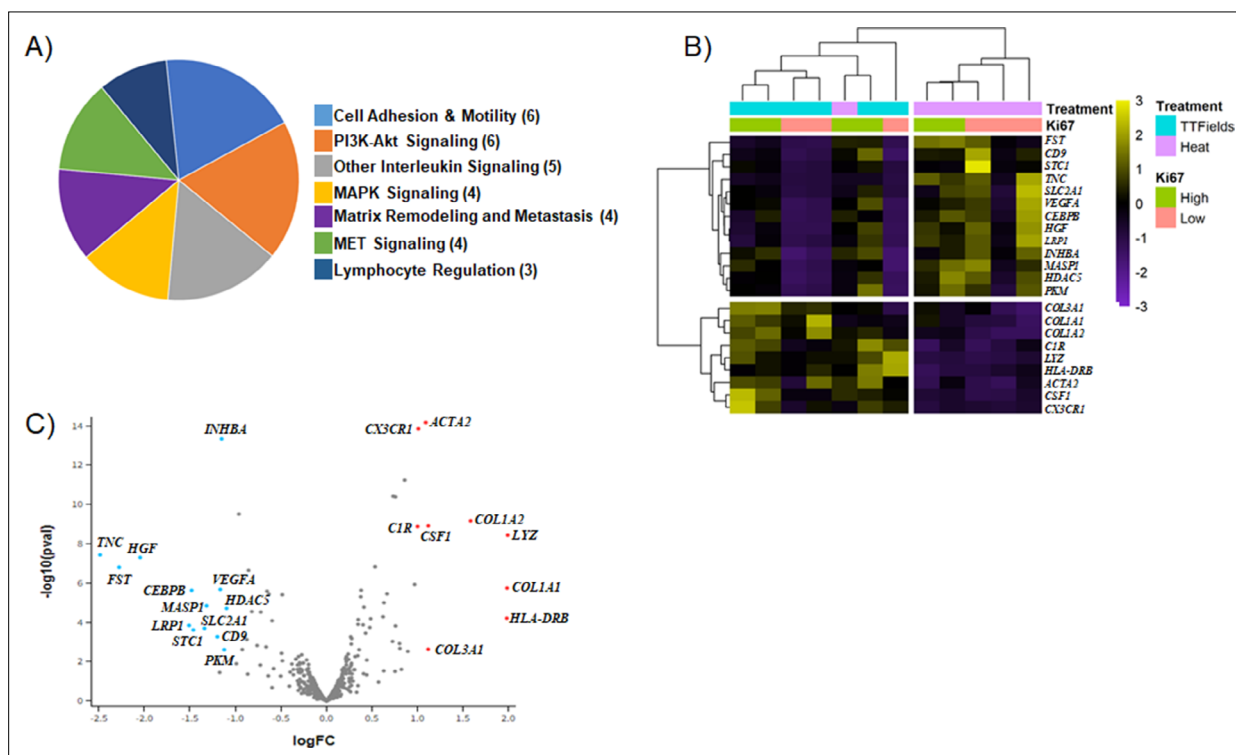 A)
Cell Adhesion & Motility (6)
PI3K-Akt Signaling (6)
Other Interleukin Signaling (5)
MAPK Signaling (4)
Matrix Remodeling and Metastasis (4)
MET Signaling (4)
Lymphocyte Regulation (3)
B)
Treatment
Ki67
FST
CD9
STC1
TNC
SLC2A1
VEGFA
CEBPB
HGF
LRP1
INHBA
MASP1
HDAC5
PKM
COL3A1
COL1A1
COL1A2
C1R
LYZ
HLA-DRB
ACTA2
CSF1
CX3CR1
3
2
1
0
-1
-2
-3
Treatment
TTFields
Heat
Ki67
High
Low
C)
-log10(pval)
14
12
10
8
6
4
2
0
INHBA
CX3CR1
ACTA2
C1R
CSF1
COL1A2
LYZ
TNC
HGF
FST
CEBPB
VEGFA
MASP1
HDAC5
LRP1
SLC2A1
STC1
CD9
PKM
COL1A1
HLA-DRB
COL3A1
-2.5 -2.0 -1.5 -1.0 -0.5 0.0 0.5 1.0 1.5 2.0
logFC